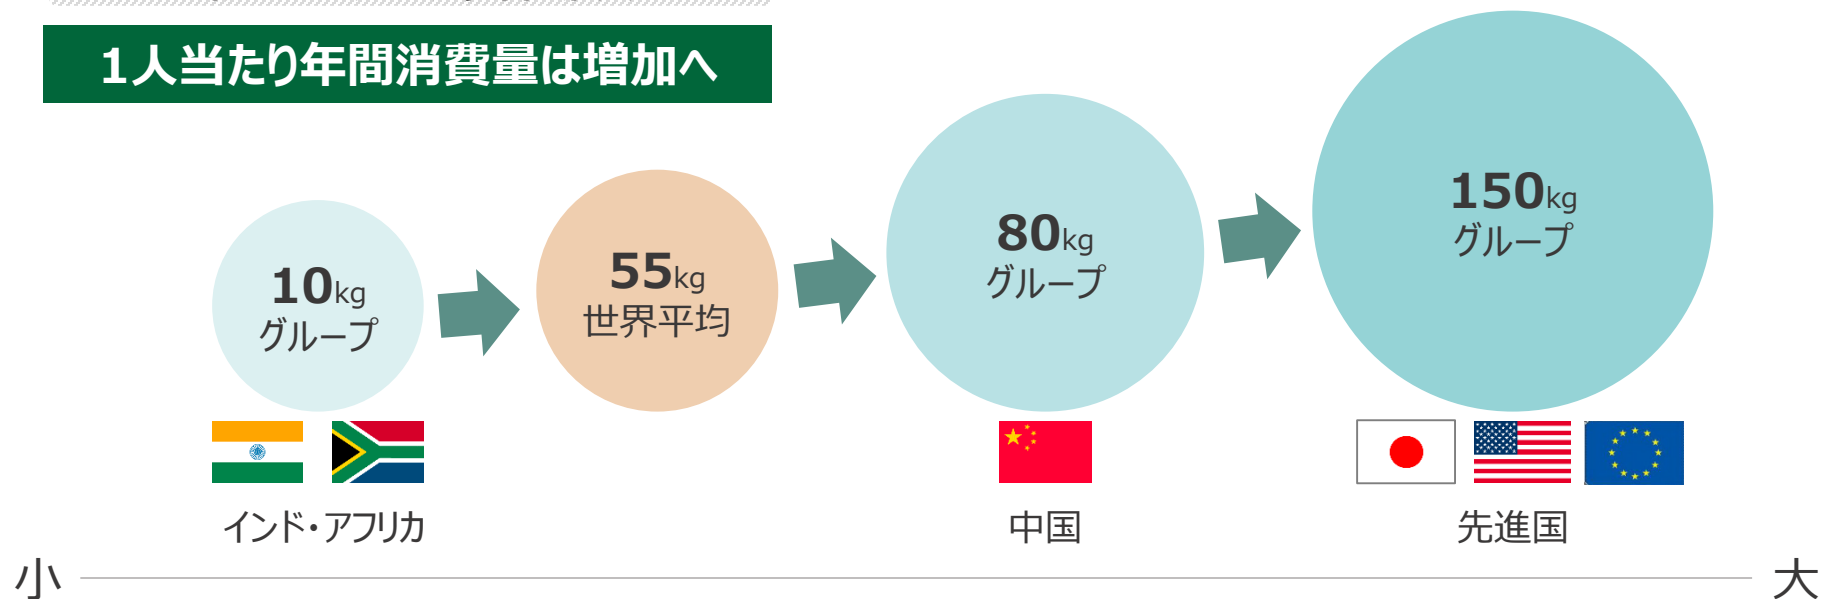 1人当たり年間消費量は増加へ
10kg
グループ
55kg
世界平均
80kg
グループ
150kg
グループ
インド・アフリカ
中国
先進国
小
大